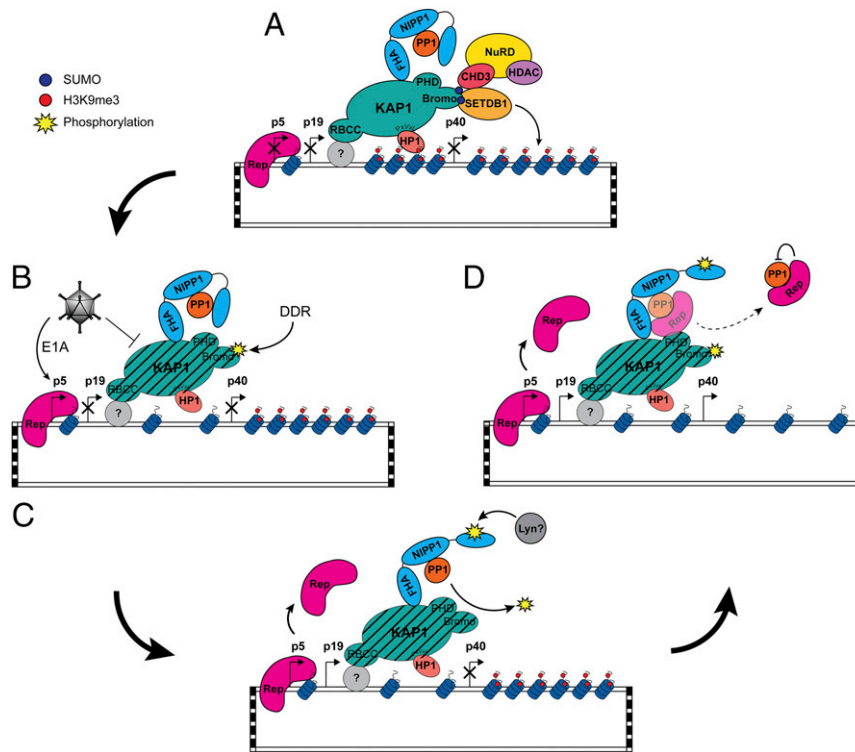 A
SUMO
H3K9me3
Phosphorylation
NIPP1
PP1
FHA
NuRD
CHD3
HDAC
PHD
Bromo
SETDB1
KAP1
RBCC
PxVxL
HP1
?
p5
p19
p40
Rep
B
E1A
DDR
NIPP1
PP1
FHA
PHD
Bromo
KAP1
RBCC
HP1
?
p5
p19
p40
Rep
D
NIPP1
PP1
FHA
Rep
PP1
Rep
Rep
PHD
Bromo
KAP1
RBCC
HP1
?
p5
p19
p40
Rep
C
Lyn?
NIPP1
PP1
FHA
Rep
PHD
Bromo
KAP1
RBCC
HP1
?
p5
p19
p40
Rep